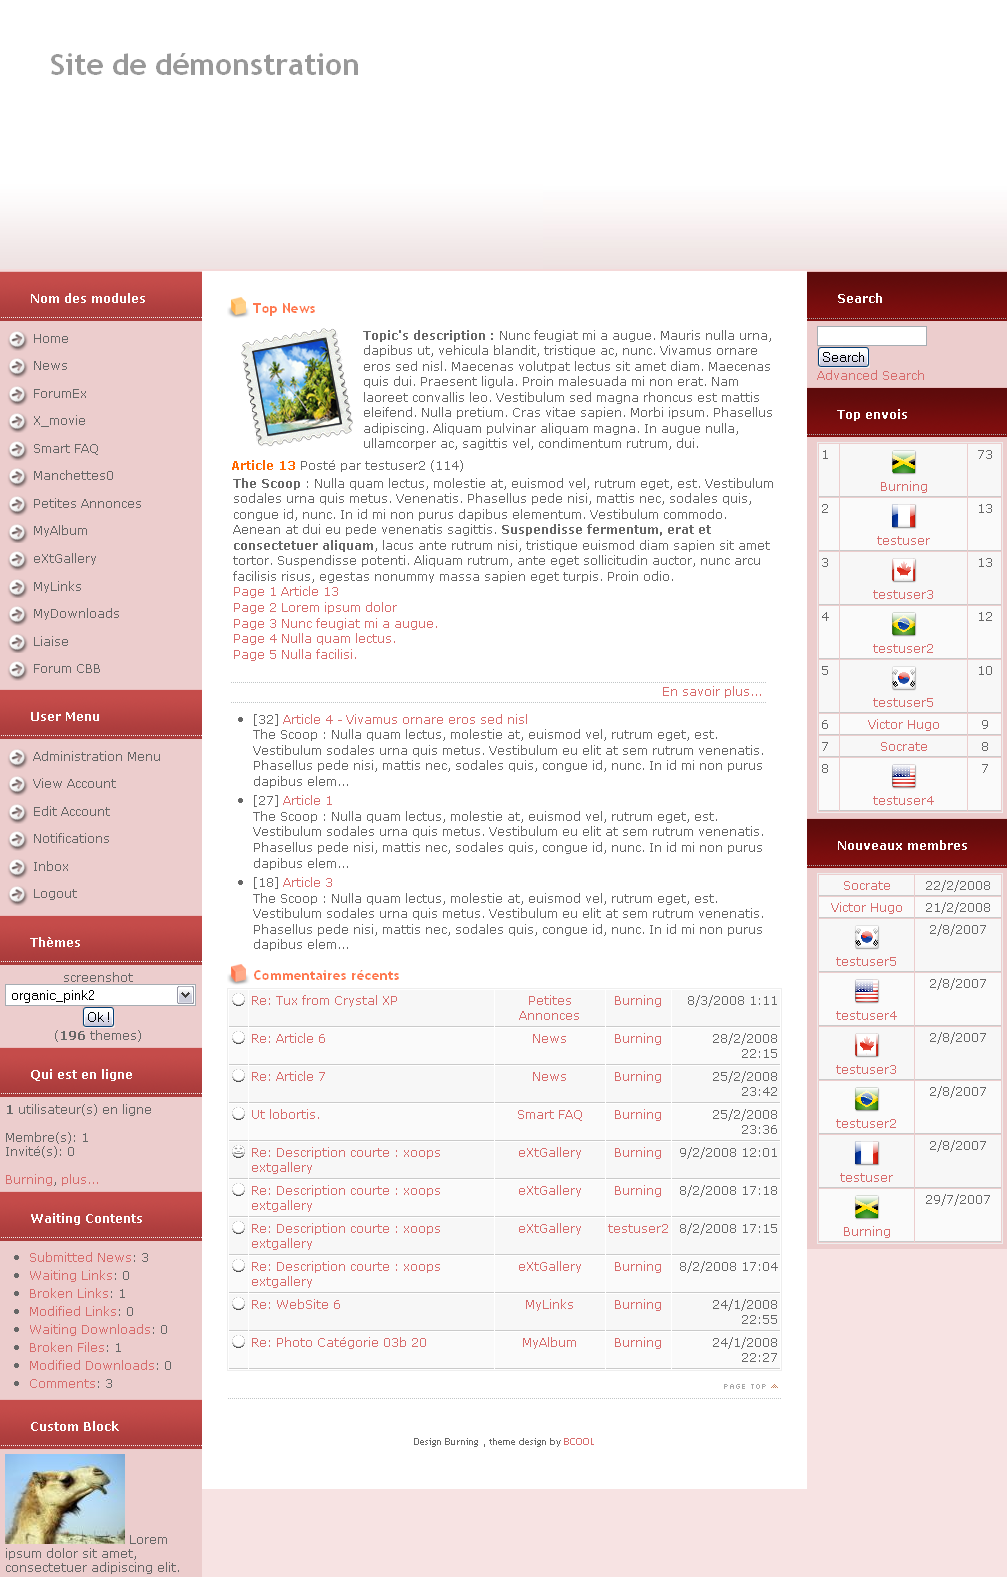 Site de démonstration
Nom des modules
Home
News
ForumEx
X_movie
Smart FAQ
Manchettes0
Petites Annonces
MyAlbum
eXtGallery
MyLinks
MyDownloads
Liaise
Forum CBB
User Menu
Administration Menu
View Account
Edit Account
Notifications
Inbox
Logout
Thèmes
screenshot
organic_pink2
Ok !
(196 themes)
Qui est en ligne
1 utilisateur(s) en ligne
Membre(s): 1
Invité(s): 0
Burning, plus...
Waiting Contents
Submitted News: 3
Waiting Links: 0
Broken Links: 1
Modified Links: 0
Waiting Downloads: 0
Broken Files: 1
Modified Downloads: 0
Comments: 3
Custom Block
Lorem
ipsum dolor sit amet,
consectetuer adipiscing elit.
Top News
Topic's description : Nunc feugiat mi a augue. Mauris nulla urna,
dapibus ut, vehicula blandit, tristique ac, nunc. Vivamus ornare
eros sed nisl. Maecenas volutpat lectus sit amet diam. Maecenas
quis dui. Praesent ligula. Proin malesuada mi non erat. Nam
laoreet convallis leo. Vestibulum sed magna rhoncus est mattis
eleifend. Nulla pretium. Cras vitae sapien. Morbi ipsum. Phasellus
adipiscing. Aliquam pulvinar aliquam magna. In augue nulla,
ullamcorper ac, sagittis vel, condimentum rutrum, dui.
Article 13 Posté par testuser2 (114)
The Scoop : Nulla quam lectus, molestie at, euismod vel, rutrum eget, est. Vestibulum
sodales urna quis metus. Venenatis. Phasellus pede nisi, mattis nec, sodales quis,
congue id, nunc. In id mi non purus dapibus elementum. Vestibulum commodo.
Aenean at dui eu pede venenatis sagittis. Suspendisse fermentum, erat et
consectetuer aliquam, lacus ante rutrum nisi, tristique euismod diam sapien sit amet
tortor. Suspendisse potenti. Aliquam rutrum, ante eget sollicitudin auctor, nunc arcu
facilisis risus, egestas nonummy massa sapien eget turpis. Proin odio.
Page 1 Article 13
Page 2 Lorem ipsum dolor
Page 3 Nunc feugiat mi a augue.
Page 4 Nulla quam lectus.
Page 5 Nulla facilisi.
En savoir plus...
[32] Article 4 - Vivamus ornare eros sed nisl
The Scoop : Nulla quam lectus, molestie at, euismod vel, rutrum eget, est.
Vestibulum sodales urna quis metus. Vestibulum eu elit at sem rutrum venenatis.
Phasellus pede nisi, mattis nec, sodales quis, congue id, nunc. In id mi non purus
dapibus elem...
[27] Article 1
The Scoop : Nulla quam lectus, molestie at, euismod vel, rutrum eget, est.
Vestibulum sodales urna quis metus. Vestibulum eu elit at sem rutrum venenatis.
Phasellus pede nisi, mattis nec, sodales quis, congue id, nunc. In id mi non purus
dapibus elem...
[18] Article 3
The Scoop : Nulla quam lectus, molestie at, euismod vel, rutrum eget, est.
Vestibulum sodales urna quis metus. Vestibulum eu elit at sem rutrum venenatis.
Phasellus pede nisi, mattis nec, sodales quis, congue id, nunc. In id mi non purus
dapibus elem...
Commentaires récents
Re: Tux from Crystal XP Petites Annonces Burning 8/3/2008 1:11
Re: Article 6 News Burning 28/2/2008 22:15
Re: Article 7 News Burning 25/2/2008 23:42
Ut lobortis. Smart FAQ Burning 25/2/2008 23:36
Re: Description courte : xoops extgallery eXtGallery Burning 9/2/2008 12:01
Re: Description courte : xoops extgallery eXtGallery Burning 8/2/2008 17:18
Re: Description courte : xoops extgallery eXtGallery testuser2 8/2/2008 17:15
Re: Description courte : xoops extgallery eXtGallery Burning 8/2/2008 17:04
Re: WebSite 6 MyLinks Burning 24/1/2008 22:55
Re: Photo Catégorie 03b 20 MyAlbum Burning 24/1/2008 22:27
PAGE TOP
Design Burning , theme design by BCOOL
Search
Search
Advanced Search
Top envois
1 Burning 73
2 testuser 13
3 testuser3 13
4 testuser2 12
5 testuser5 10
6 Victor Hugo 9
7 Socrate 8
8 testuser4 7
Nouveaux membres
Socrate 22/2/2008
Victor Hugo 21/2/2008
testuser5 2/8/2007
testuser4 2/8/2007
testuser3 2/8/2007
testuser2 2/8/2007
testuser 2/8/2007
Burning 29/7/2007